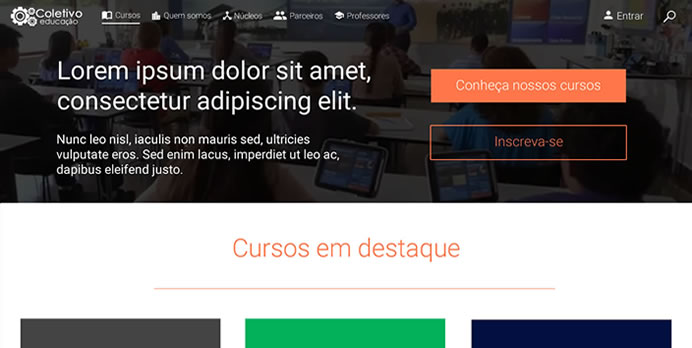 Coletivo
educação
Cursos
Quem somos
Núcleos
Parceiros
Professores
Entrar
Lorem ipsum dolor sit amet,
consectetur adipiscing elit.
Nunc leo nisl, iaculis non mauris sed, ultricies
vulputate eros. Sed enim lacus, imperdiet ut leo ac,
dapibus eleifend justo.
Conheça nossos cursos
Inscreva-se
Cursos em destaque